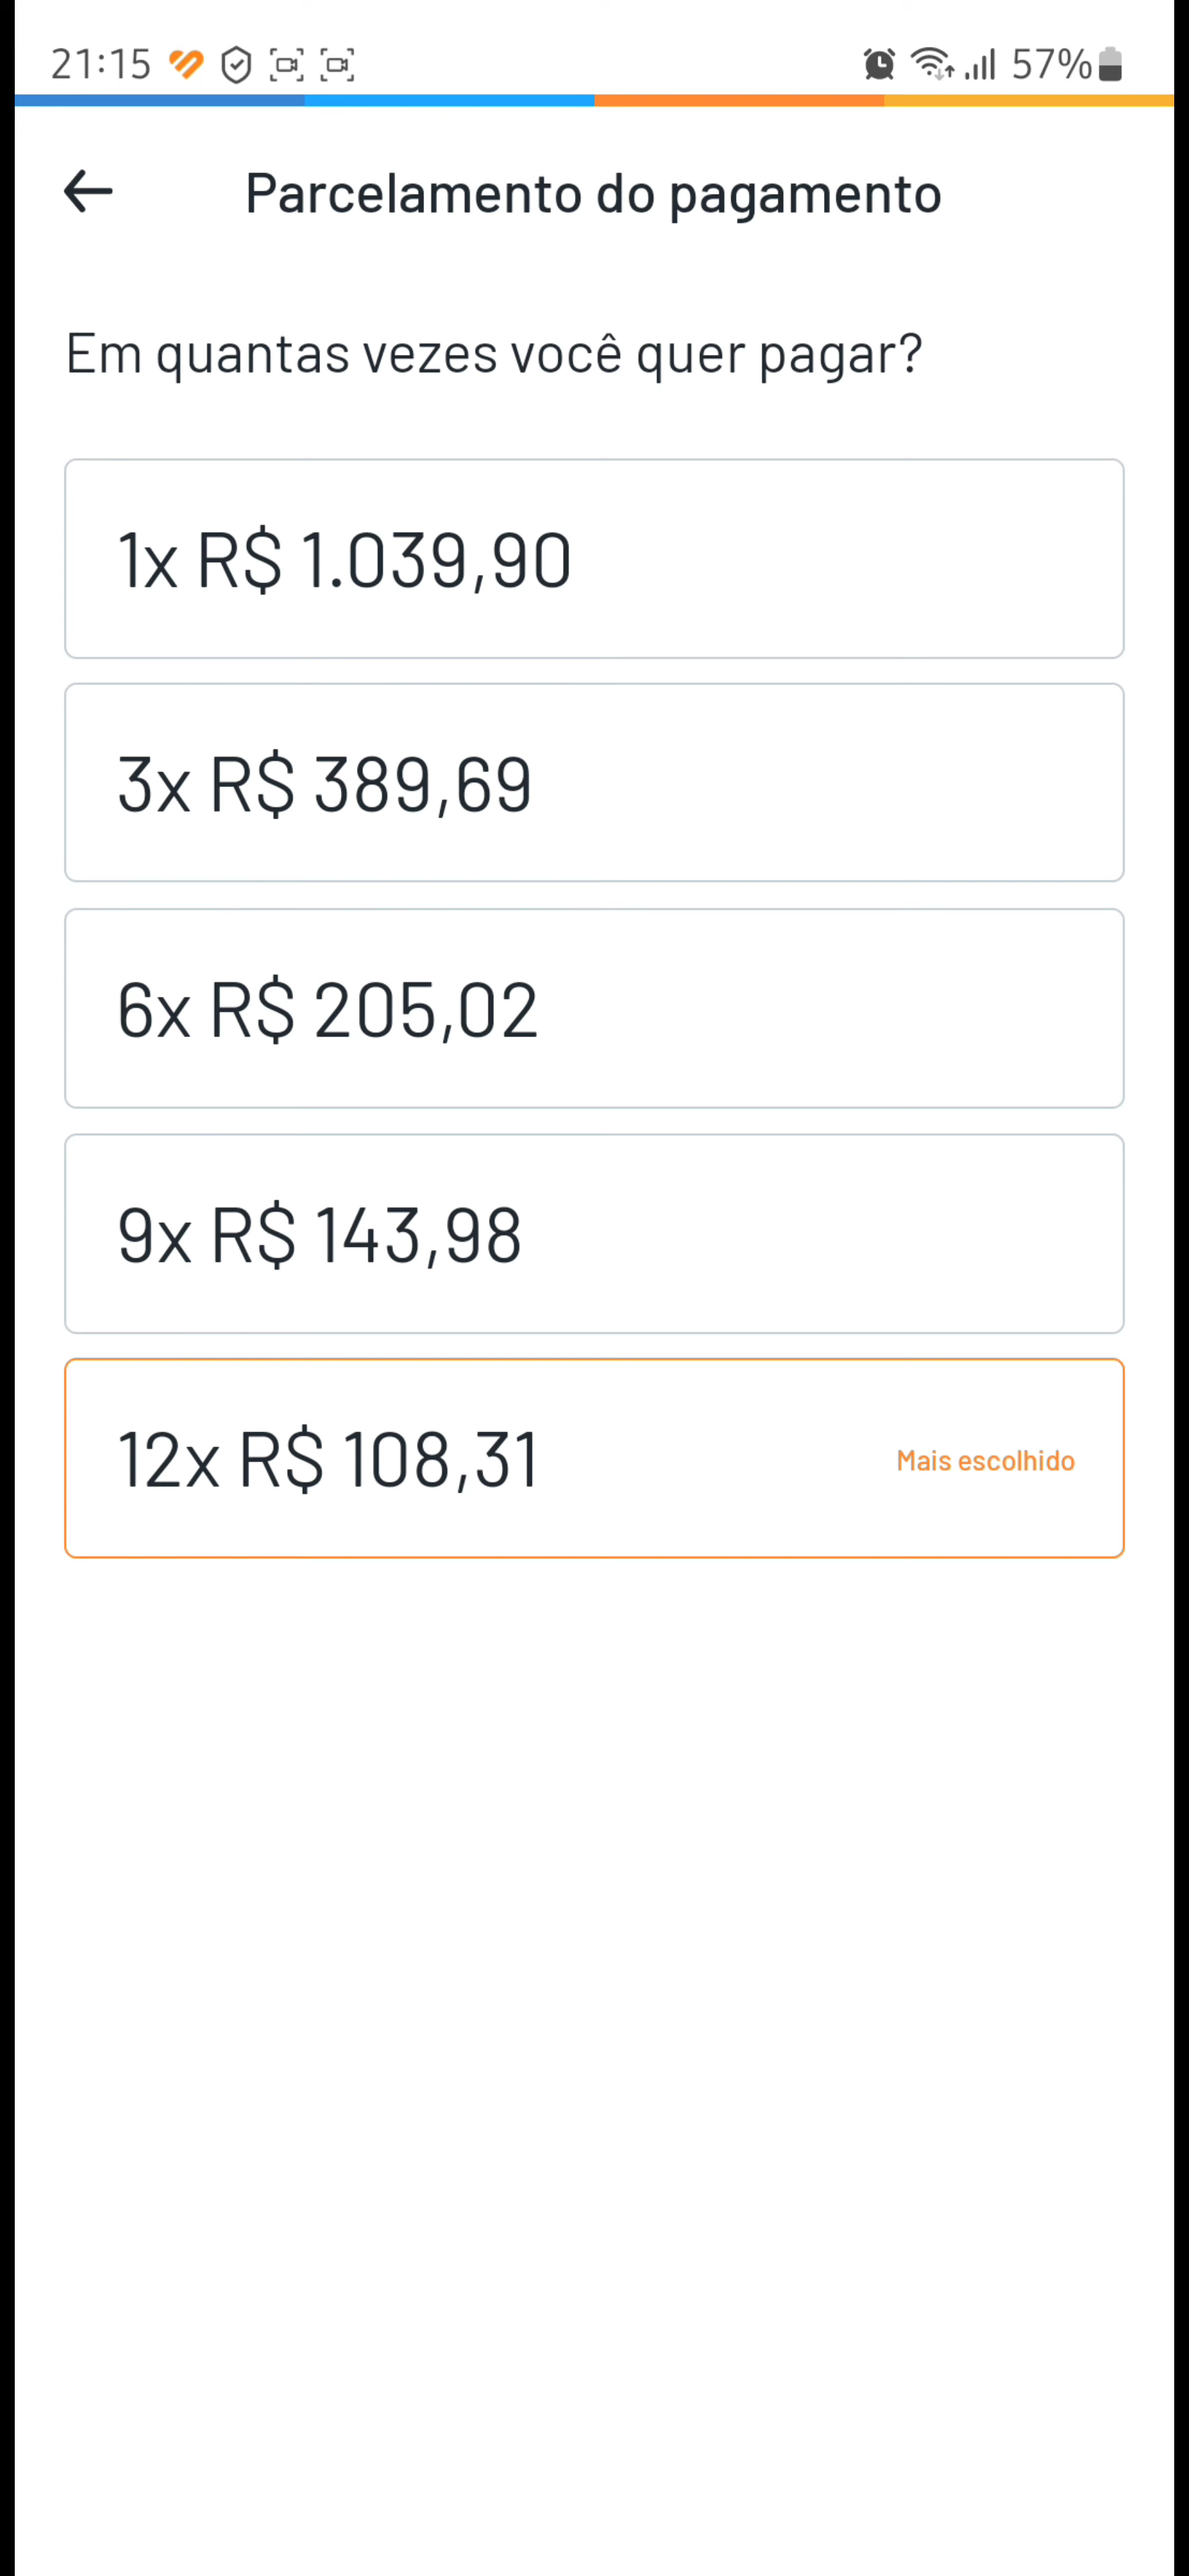 21:15 57%
Parcelamento do pagamento
Em quantas vezes você quer pagar?
1x R$ 1.039,90
3x R$ 389,69
6x R$ 205,02
9x R$ 143,98
12x R$ 108,31 Mais escolhido